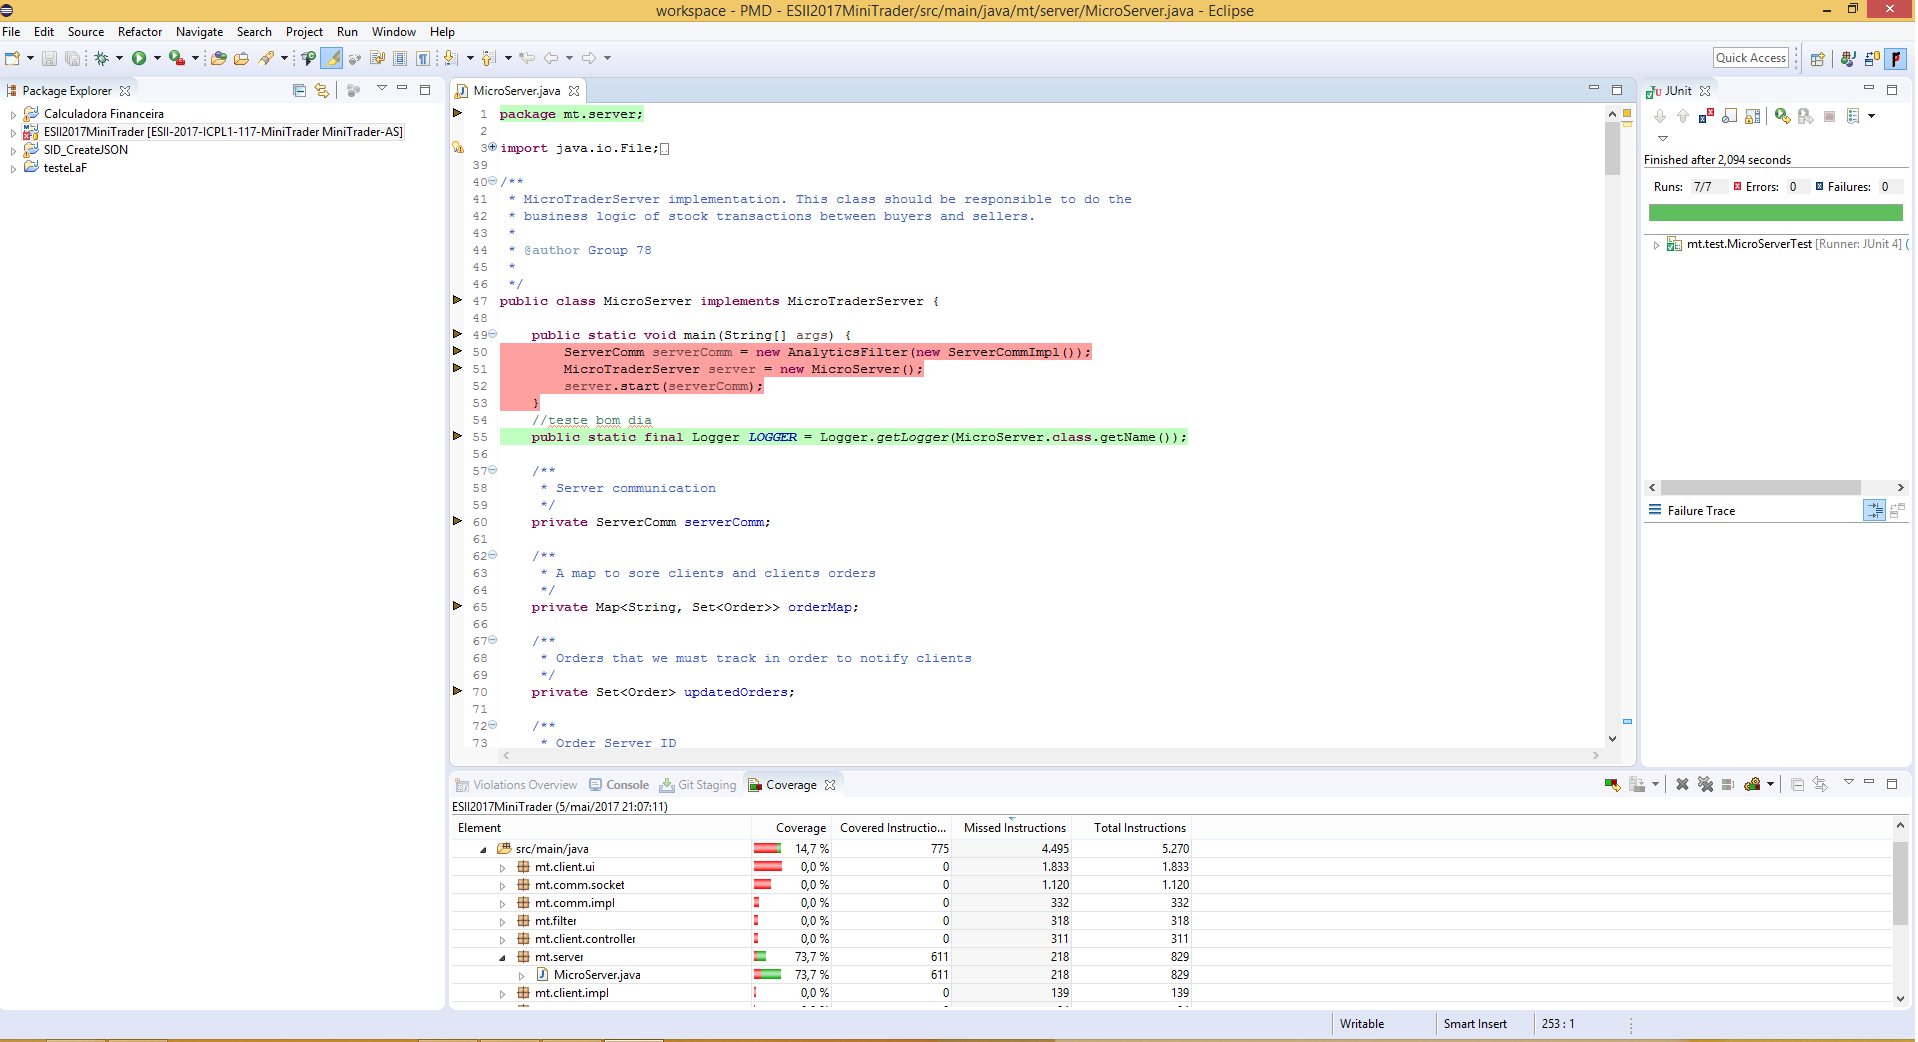 workspace - PMD - ESII2017MiniTrader/src/main/java/mt/server/MicroServer.java - Eclipse
File Edit Source Refactor Navigate Search Project Run Window Help
Quick Access
Package Explorer
Calculadora Financeira
ESII2017MiniTrader [ESII-2017-ICPL1-117-MiniTrader MiniTrader-AS]
SID_CreateJSON
testeLaF
MicroServer.java
1 package mt.server;
2
3 import java.io.File;
39
40 /**
41 * MicroTraderServer implementation. This class should be responsible to do the
42 * business logic of stock transactions between buyers and sellers.
43 *
44 * @author Group 78
45 *
46 */
47 public class MicroServer implements MicroTraderServer {
48
49 public static void main(String[] args) {
50 ServerComm serverComm = new AnalyticsFilter(new ServerCommImpl());
51 MicroTraderServer server = new MicroServer();
52 server.start(serverComm);
53 }
54 //teste bom dia
55 public static final Logger LOGGER = Logger.getLogger(MicroServer.class.getName());
56
57 /**
58 * Server communication
59 */
60 private ServerComm serverComm;
61
62 /**
63 * A map to sore clients and clients orders
64 */
65 private Map<String, Set<Order>> orderMap;
66
67 /**
68 * Orders that we must track in order to notify clients
69 */
70 private Set<Order> updatedOrders;
71
72 /**
73 * Order Server ID
JUnit
Finished after 2,094 seconds
Runs: 7/7 Errors: 0 Failures: 0
mt.test.MicroServerTest [Runner: JUnit 4] (
Failure Trace
Violations Overview Console Git Staging Coverage
ESII2017MiniTrader (5/mai/2017 21:07:11)
Element Coverage Covered Instructio... Missed Instructions Total Instructions
src/main/java 14,7 % 775 4.495 5.270
mt.client.ui 0,0 % 0 1.833 1.833
mt.comm.socket 0,0 % 0 1.120 1.120
mt.comm.impl 0,0 % 0 332 332
mt.filter 0,0 % 0 318 318
mt.client.controller 0,0 % 0 311 311
mt.server 73,7 % 611 218 829
MicroServer.java 73,7 % 611 218 829
mt.client.impl 0,0 % 0 139 139
Writable Smart Insert 253 : 1